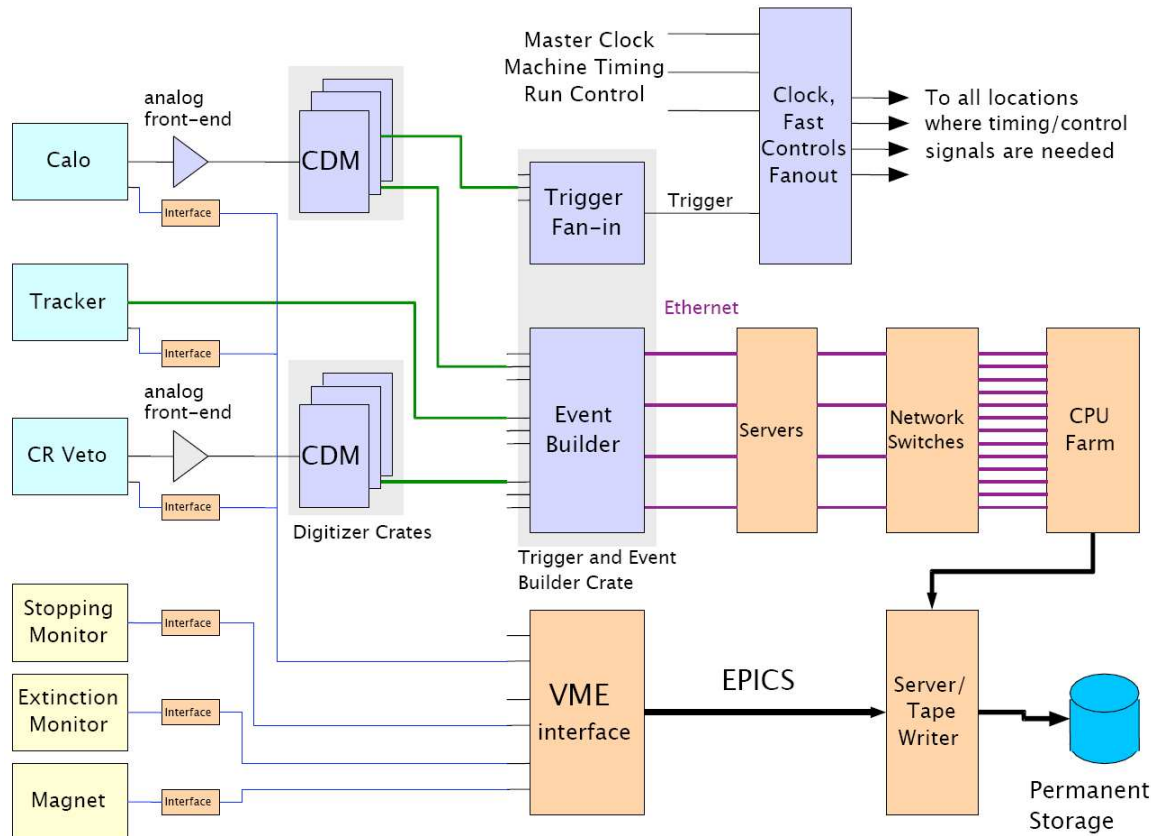 Master Clock
Machine Timing
Run Control
Clock,
Fast
Controls
Fanout
To all locations
where timing/control
signals are needed
analog
front-end
Calo
CDM
Interface
Trigger
Fan-in
Trigger
Tracker
Interface
Ethernet
analog
front-end
CR Veto
CDM
Interface
Digitizer Crates
Event
Builder
Trigger and Event
Builder Crate
Servers
Network
Switches
CPU
Farm
Stopping
Monitor
Interface
Extinction
Monitor
Interface
Magnet
Interface
VME
interface
EPICS
Server/
Tape
Writer
Permanent
Storage